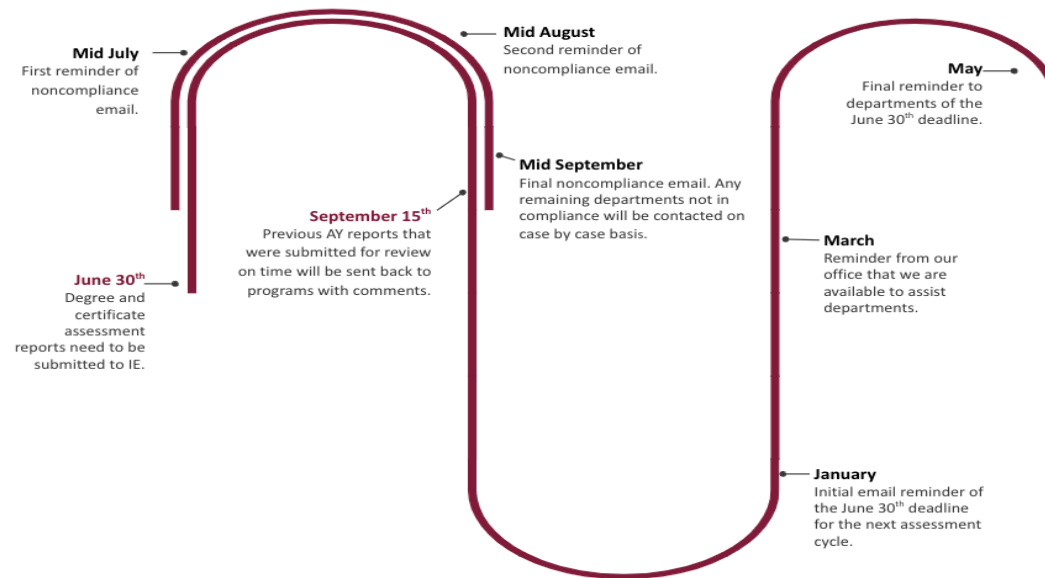 Mid July
First reminder of
noncompliance
email.
Mid August
Second reminder of
noncompliance email.
May
Final reminder to
departments of the
June 30th deadline.
Mid September
Final noncompliance email. Any
remaining departments not in
compliance will be contacted on
case by case basis.
September 15th
Previous AY reports that
were submitted for review
on time will be sent back to
programs with comments.
March
Reminder from our
office that we are
available to assist
departments.
June 30th
Degree and
certificate
assessment
reports need to be
submitted to IE.
January
Initial email reminder of
the June 30th deadline
for the next assessment
cycle.